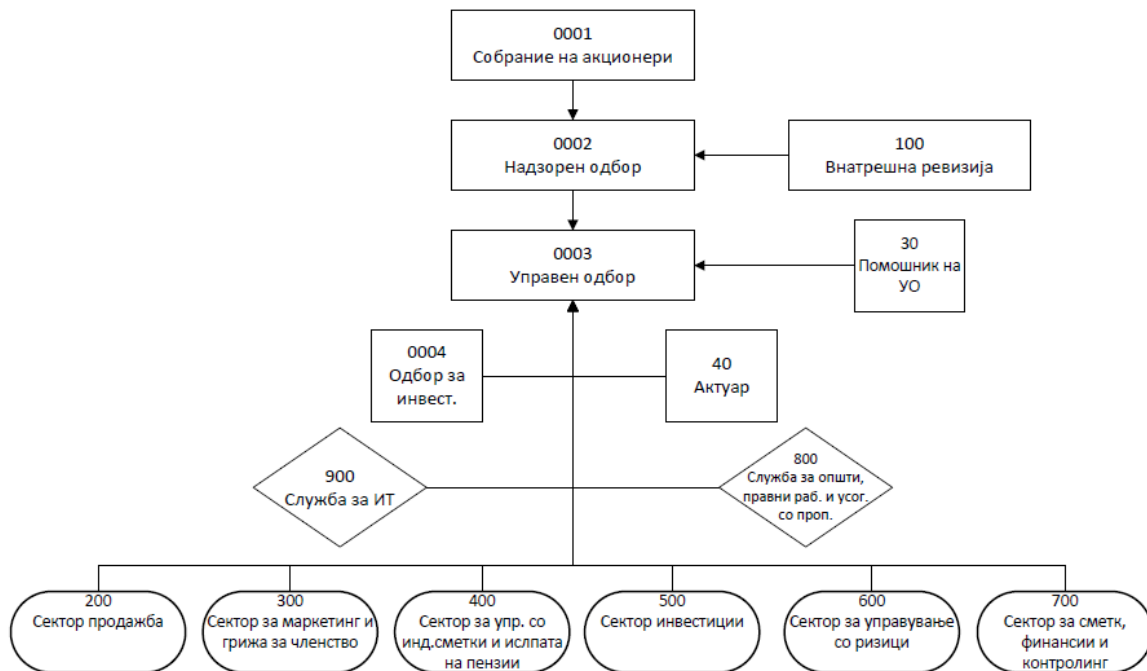 0001
Собрание на акционери
0002
Надзорен одбор
100
Внатрешна ревизија
0003
Управен одбор
30
Помошник на
УО
0004
Одбор за
инвест.
40
Актуар
900
Служба за ИТ
800
Служба за општи,
правни раб. и усог.
со проп.
200
Сектор продажба
300
Сектор за маркетинг и
грижа за членство
400
Сектор за упр. со
инд.сметки и ислпата
на пензии
500
Сектор инвестиции
600
Сектор за управување
со ризици
700
Сектор за сметк,
финансии и
контролинг